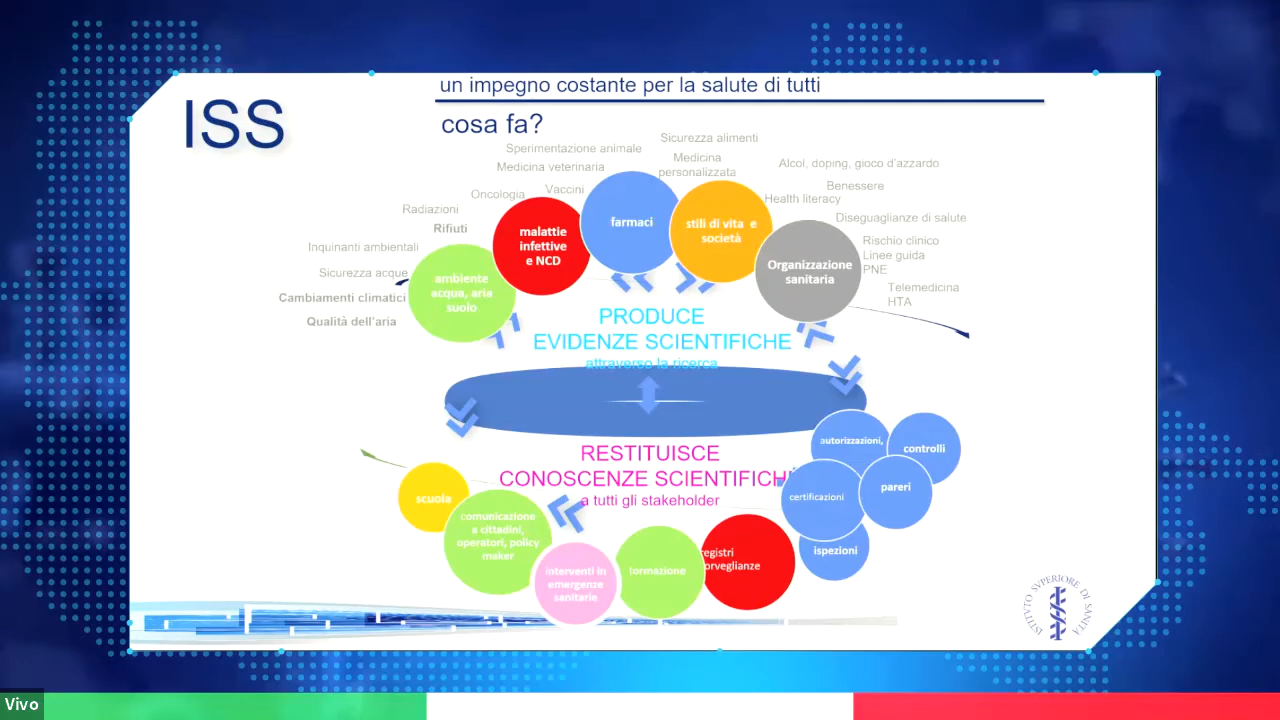 un impegno costante per la salute di tutti
ISS
cosa fa?
Sicurezza alimenti
Sperimentazione animale
Medicina
personalizzata
Medicina veterinaria
Alcol, doping, gioco d'azzardo
Oncologia
Vaccini
Benessere
Health literacy
Radiazioni
Diseguaglianze di salute
Rifiuti
Inquinanti ambientali
Sicurezza acque
Cambiamenti climatici
Qualità dell'aria
Rischio clinico
Linee guida
PNE
Telemedicina
HTA
ambiente
acqua, aria
suolo
malattie
infettive
e NCD
farmaci
stili di vita e
società
Organizzazione
sanitaria
PRODUCE
EVIDENZE SCIENTIFICHE
attraverso la ricerca
RESTITUISCE
CONOSCENZE SCIENTIFICHE
a tutti gli stakeholder
autorizzazioni,
controlli
certificazioni
pareri
ispezioni
scuola
comunicazione
a cittadini,
operatori, policy
maker
interventi in
emergenze
sanitarie
formazione
registri
sorveglianze
ISTITVTO SVPERIORE DI SANITÀ
Vivo